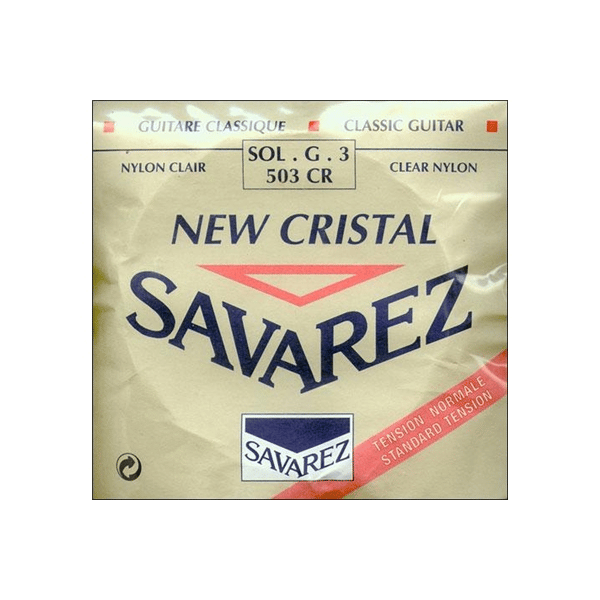 GUITARE CLASSIQUE CLASSIC GUITAR
NYLON CLAIR SOL . G . 3 CLEAR NYLON
503 CR
NEW CRISTAL
SAVAREZ
TENSION NORMALE
STANDARD TENSION
SAVAREZ